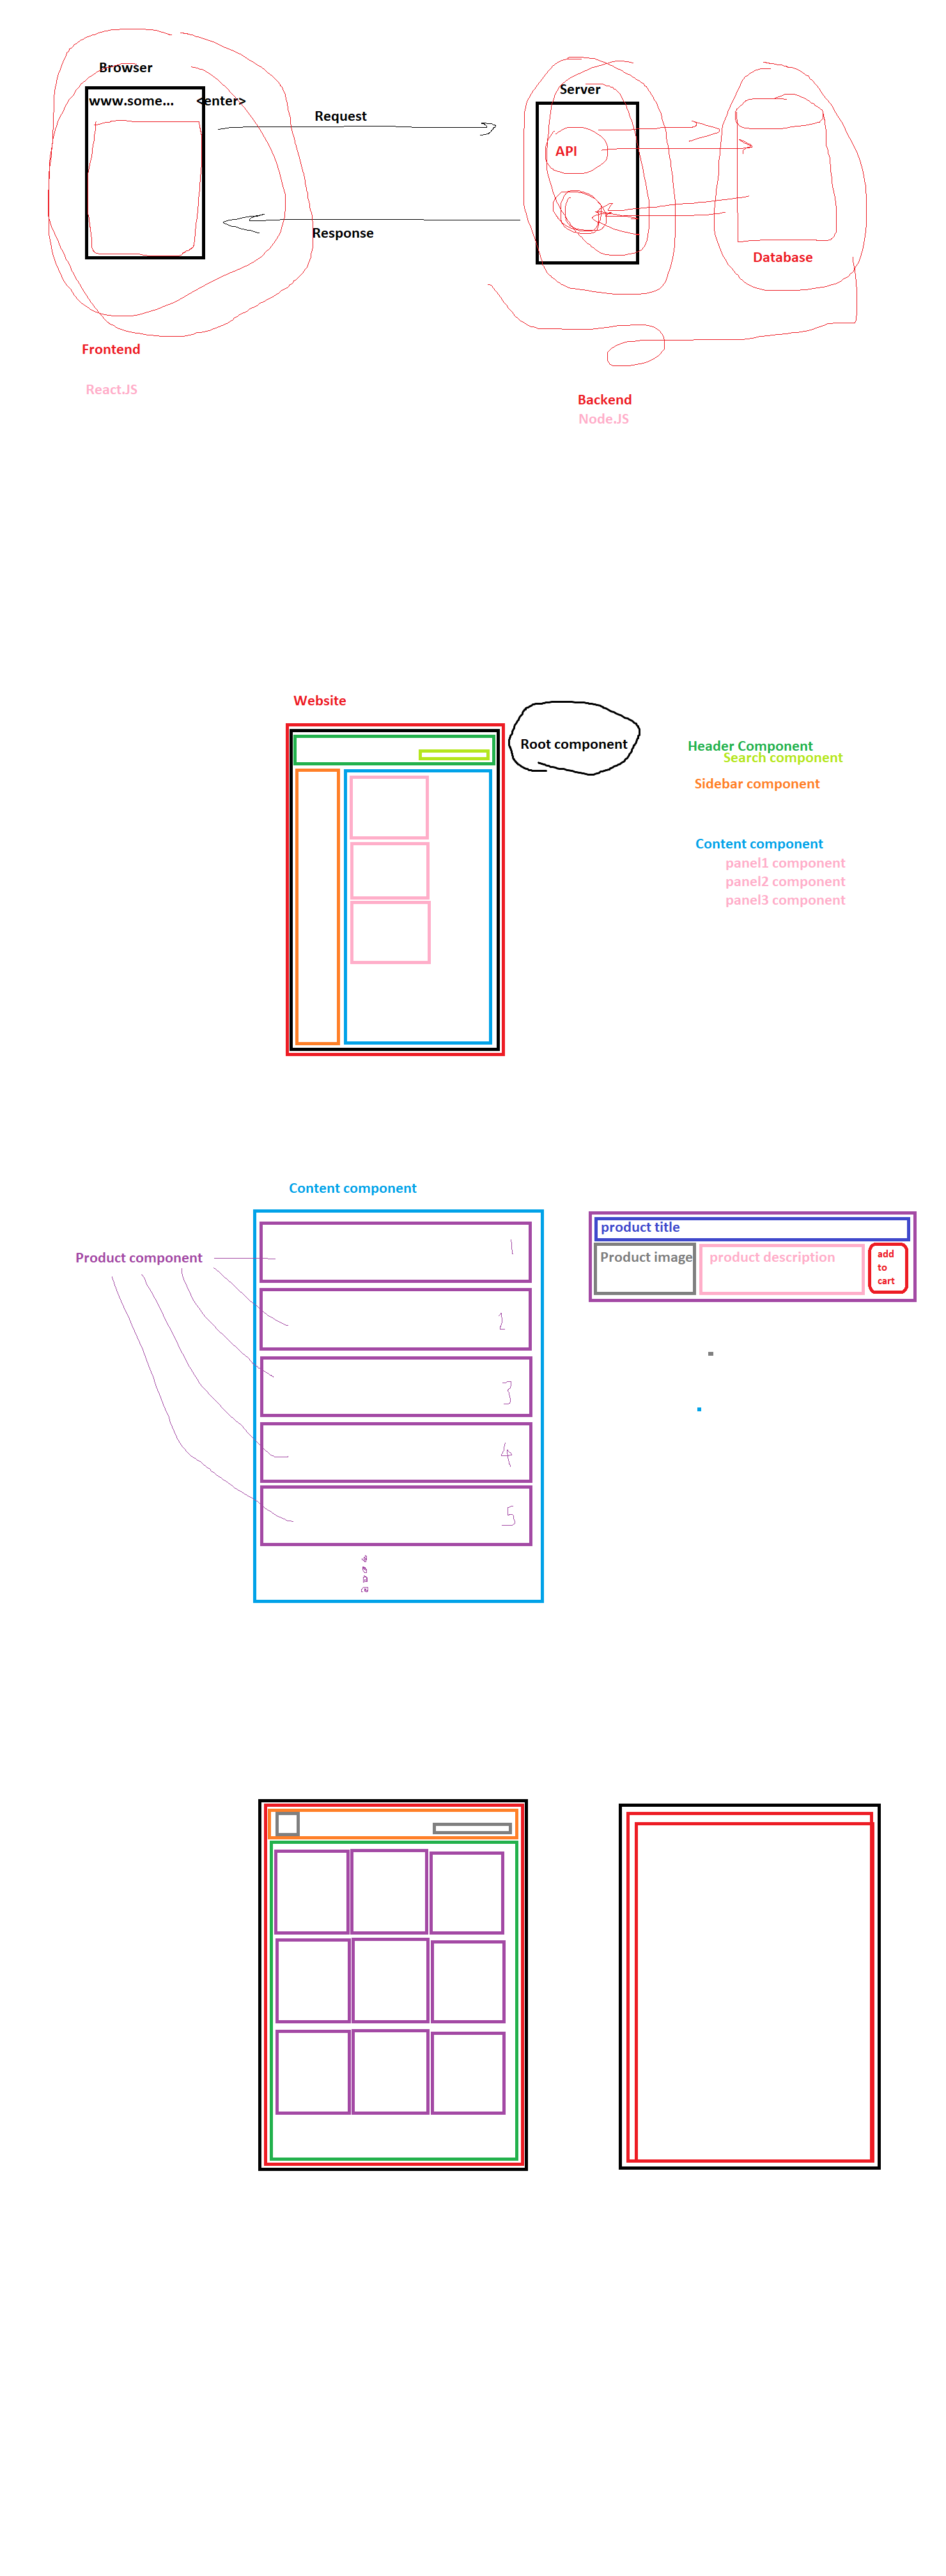 Browser
www.some...
<enter>
Request
Response
Server
API
Database
Frontend
React.JS
Backend
Node.JS
Website
Root component
Header Component
Search component
Sidebar component
Content component
panel1 component
panel2 component
panel3 component
Content component
Product component
1
2
3
4
5
product title
Product image
product description
add
to
cart